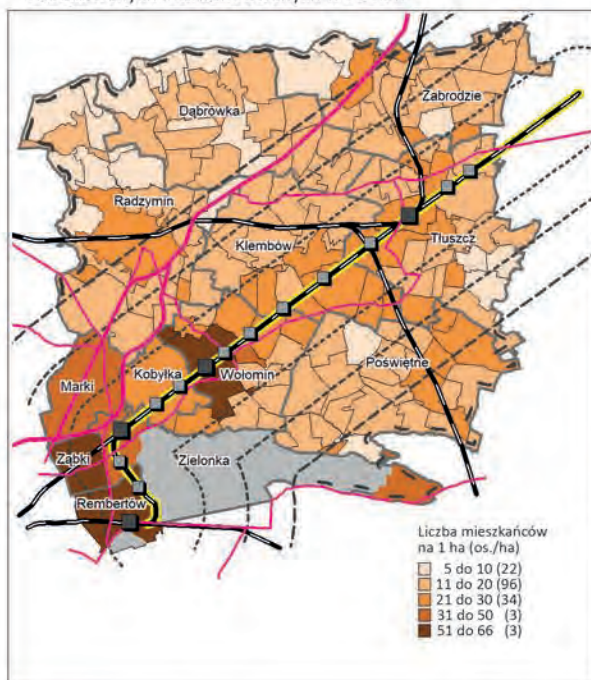 Dąbrówka
Zabrodzie
Radzymin
Klembów
Tłuszcz
Poświętne
Kobyłka
Wołomin
Marki
Ząbki
Zielonka
Rembertów
Liczba mieszkańców
na 1 ha (os./ha)
5 do 10 (22)
11 do 20 (96)
21 do 30 (34)
31 do 50 (3)
51 do 66 (3)